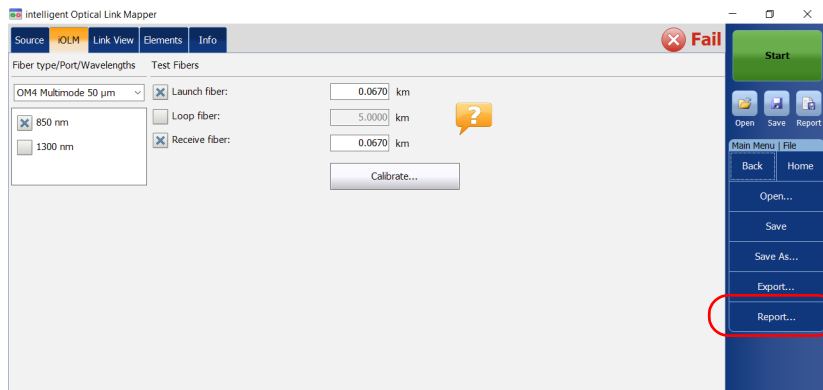 intelligent Optical Link Mapper
Source iOLM Link View Elements Info
Fail
Fiber type/Port/Wavelengths Test Fibers
OM4 Multimode 50 µm
Launch fiber: 0.0670 km
850 nm
Loop fiber: 5.0000 km
1300 nm
Receive fiber: 0.0670 km
?
Calibrate...
Start
Open Save Report
Main Menu | File
Back Home
Open...
Save
Save As...
Export...
Report...